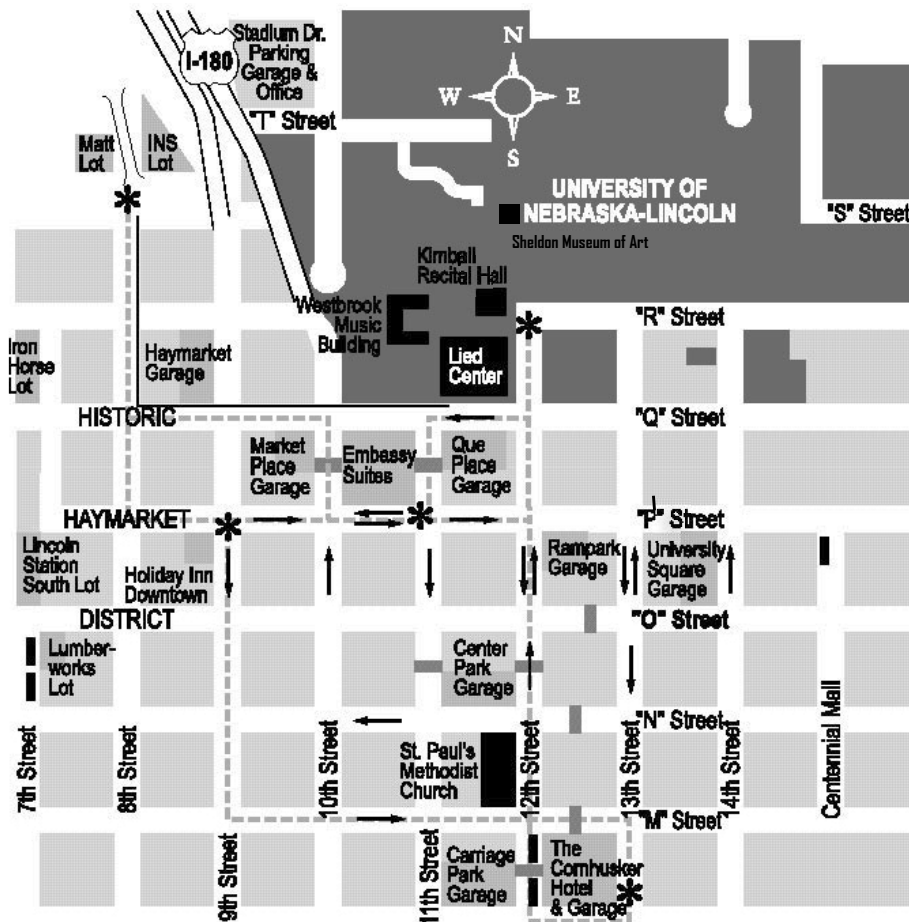 Stadium Dr.
Parking
Garage &
Office
I-180
"T" Street
N
W
E
S
Matt
Lot
INS
Lot
UNIVERSITY OF
NEBRASKA-LINCOLN
"S" Street
Sheldon Museum of Art
Kimball
Recital Hall
Westbrook
Music
Building
Lied
Center
"R" Street
Iron
Horse
Lot
Haymarket
Garage
HISTORIC
"Q" Street
Market
Place
Garage
Embassy
Suites
Que
Place
Garage
HAYMARKET
"P" Street
Lincoln
Station
South Lot
Holiday Inn
Downtown
Rampark
Garage
University
Square
Garage
DISTRICT
"O" Street
Lumber-
works
Lot
Center
Park
Garage
"N" Street
St. Paul's
Methodist
Church
7th Street
8th Street
10th Street
12th Street
13th Street
14th Street
Centennial Mall
"M" Street
9th Street
11th Street
Carriage
Park
Garage
The
Cornhusker
Hotel
& Garage